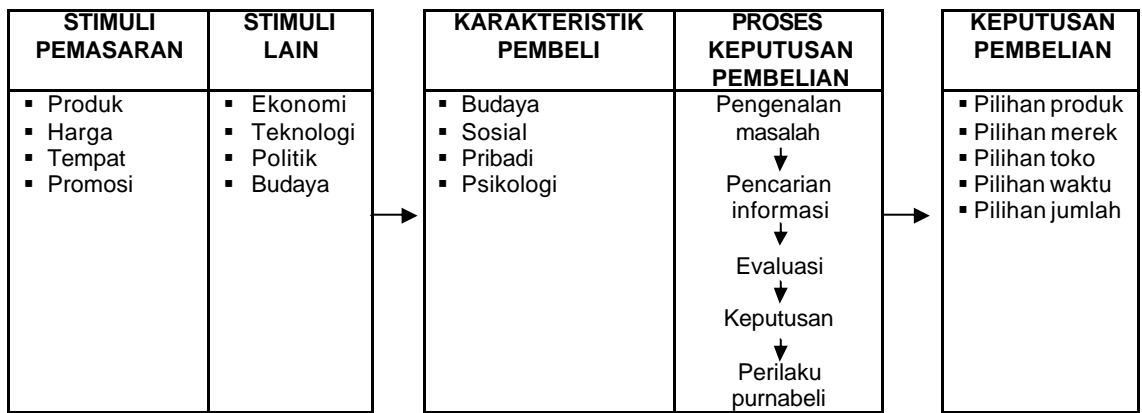 STIMULI
PEMASARAN
▪ Produk
▪ Harga
▪ Tempat
▪ Promosi
STIMULI
LAIN
▪ Ekonomi
▪ Teknologi
▪ Politik
▪ Budaya
KARAKTERISTIK
PEMBELI
▪ Budaya
▪ Sosial
▪ Pribadi
▪ Psikologi
PROSES
KEPUTUSAN
PEMBELIAN
Pengenalan
masalah
Pencarian
informasi
Evaluasi
Keputusan
Perilaku
purnabeli
KEPUTUSAN
PEMBELIAN
▪ Pilihan produk
▪ Pilihan merek
▪ Pilihan toko
▪ Pilihan waktu
▪ Pilihan jumlah